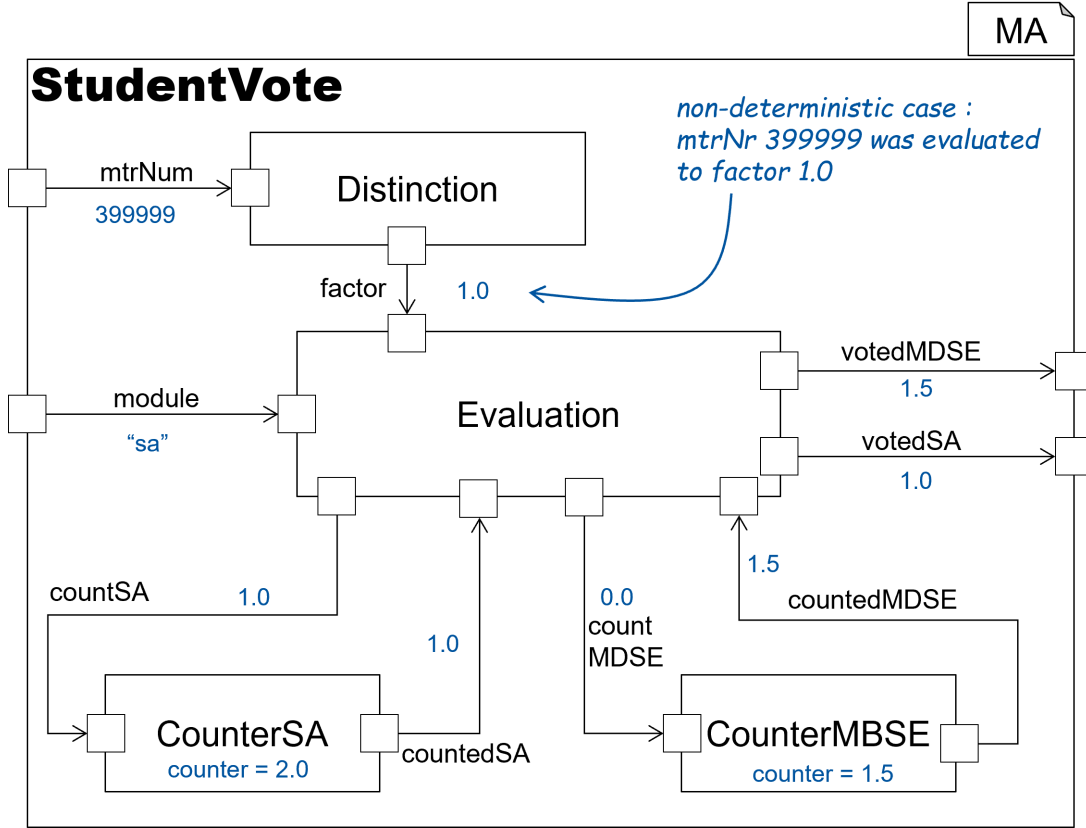 MA
StudentVote
non-deterministic case :
mtrNr 399999 was evaluated
to factor 1.0
mtrNum
399999
Distinction
factor
1.0
votedMDSE
1.5
module
"sa"
Evaluation
votedSA
1.0
countSA
1.0
1.0
0.0
count
MDSE
1.5
countedMDSE
CounterSA
counter = 2.0
countedSA
CounterMBSE
counter = 1.5